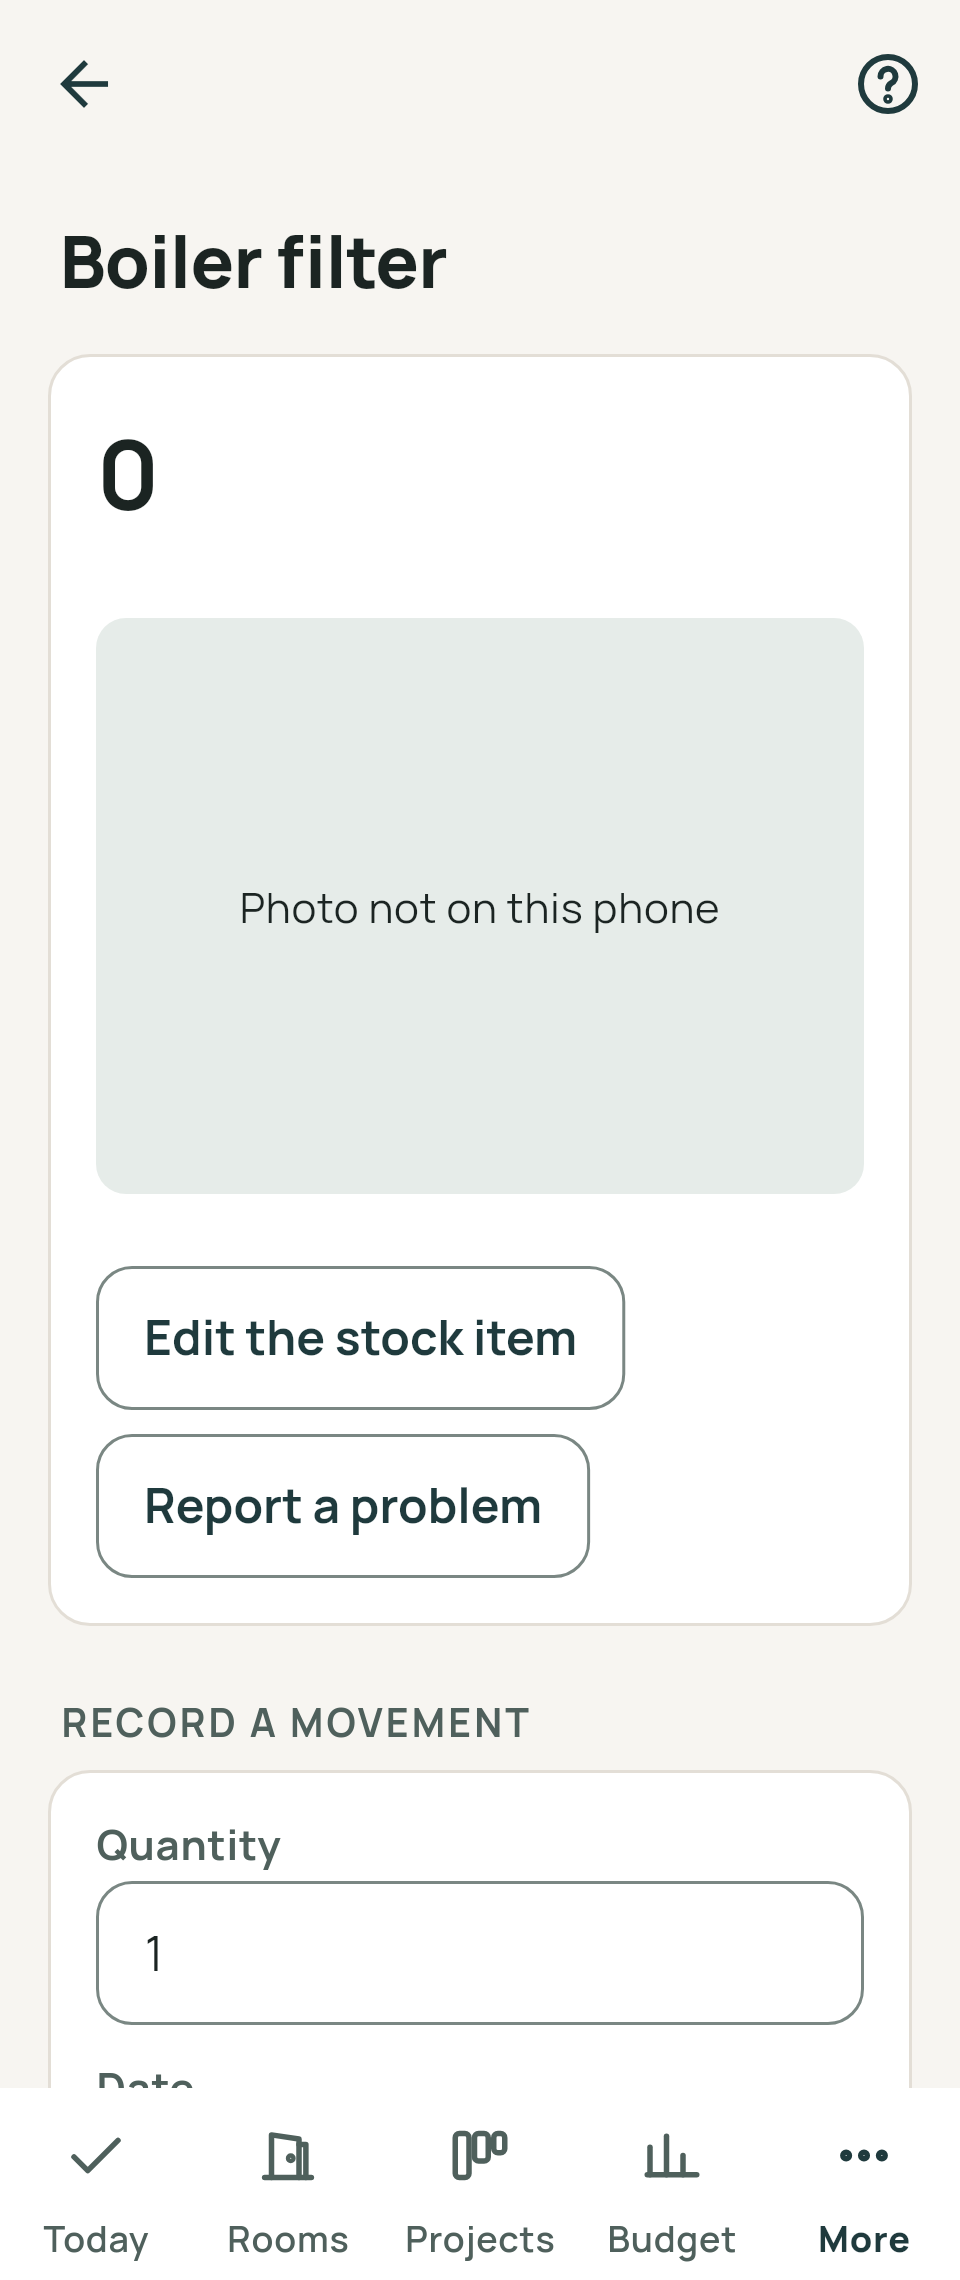 Boiler filter
0
Photo not on this phone
Edit the stock item
Report a problem
RECORD A MOVEMENT
Quantity
1
Date
Today
Rooms
Projects
Budget
More